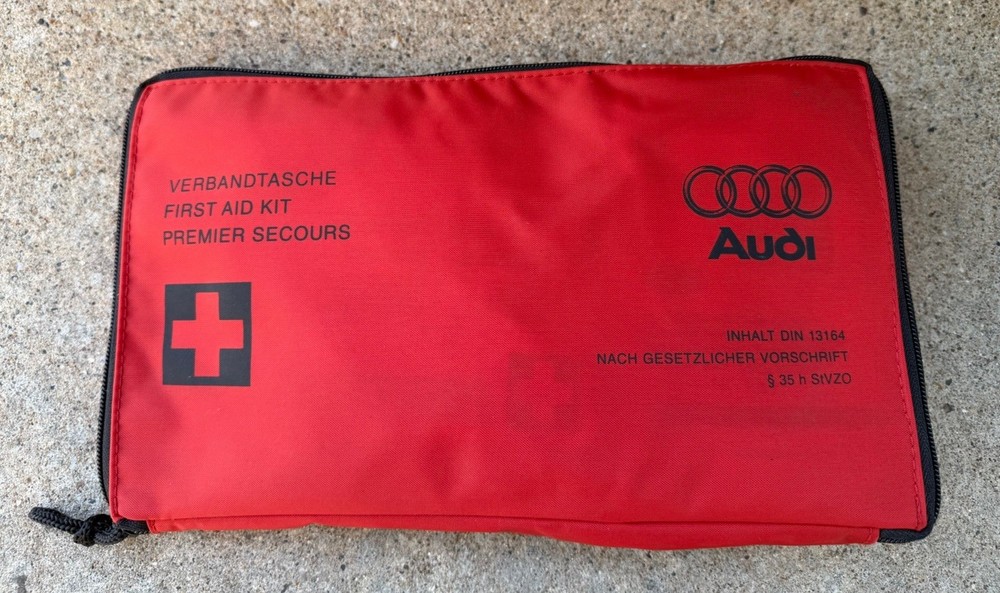 VERBANDTASCHE
FIRST AID KIT
PREMIER SECOURS
Audi
INHALT DIN 13164
NACH GESETZLICHER VORSCHRIFT
§ 35 h StVZO